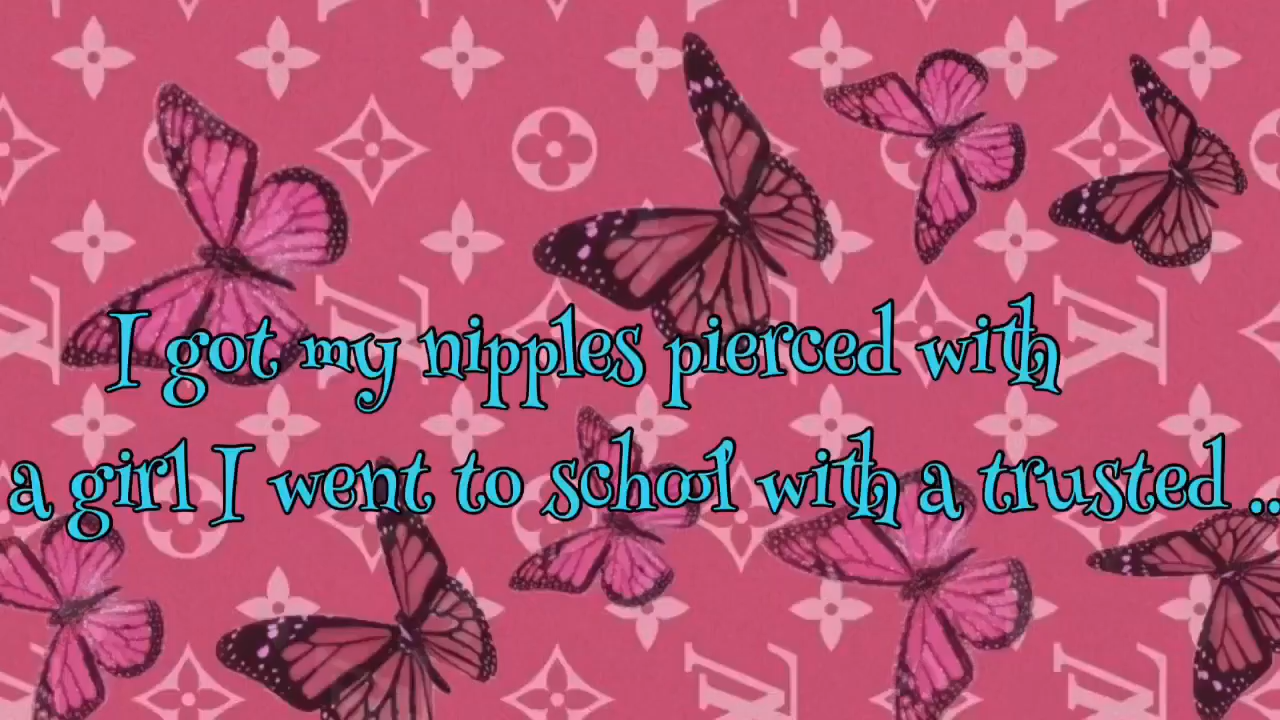 I got my nipples pierced with
a girl I went to school with a trusted ..